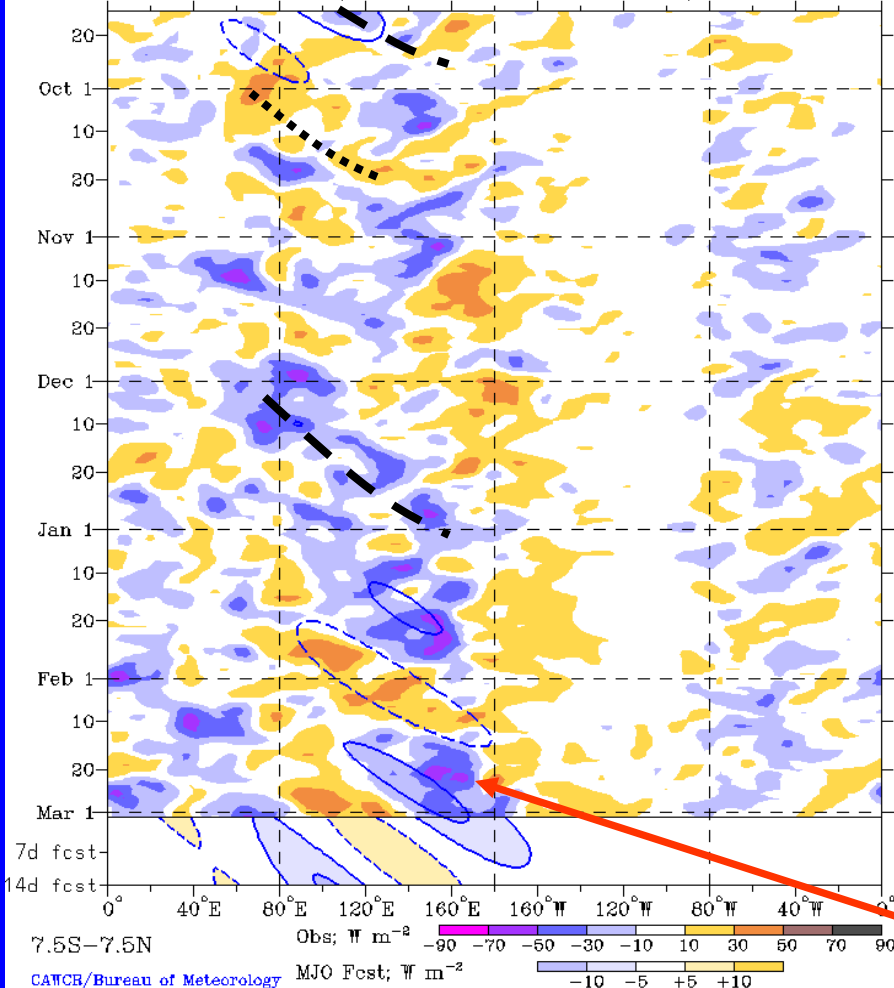 20
Oct 1
10
20
Nov 1
10
20
Dec 1
10
20
Jan 1
10
20
Feb 1
10
20
Mar 1
7d fcst
14d fcst
0° 40°E 80°E 120°E 160°E 160°W 120°W 80°W 40°W 0°
7.5S-7.5N
Obs; W m⁻²
-90 -70 -50 -30 -10 10 30 50 70 90
CAWCR/Bureau of Meteorology
MJO Fcst; W m⁻²
-10 -5 +5 +10